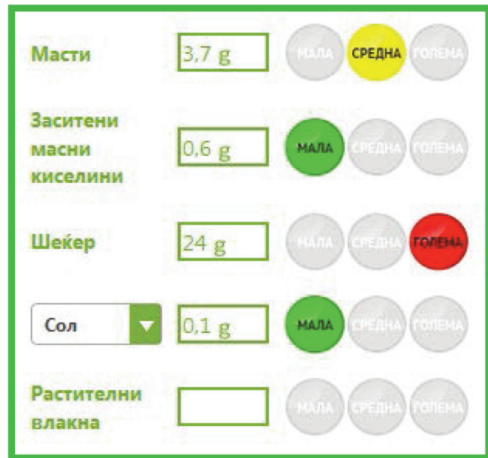 Масти 3,7 g МАЛА СРЕДНА ГОЛЕМА
Заситени
масни
киселини 0,6 g МАЛА СРЕДНА ГОЛЕМА
Шеќер 24 g МАЛА СРЕДНА ГОЛЕМА
Сол 0,1 g МАЛА СРЕДНА ГОЛЕМА
Растителни
влакна МАЛА СРЕДНА ГОЛЕМА